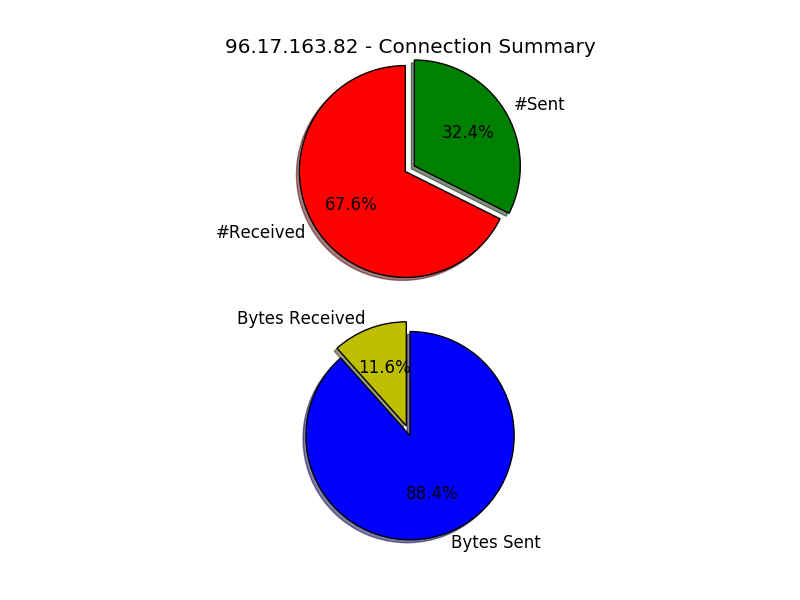 96.17.163.82 - Connection Summary
#Sent
32.4%
67.6%
#Received
Bytes Received
11.6%
88.4%
Bytes Sent